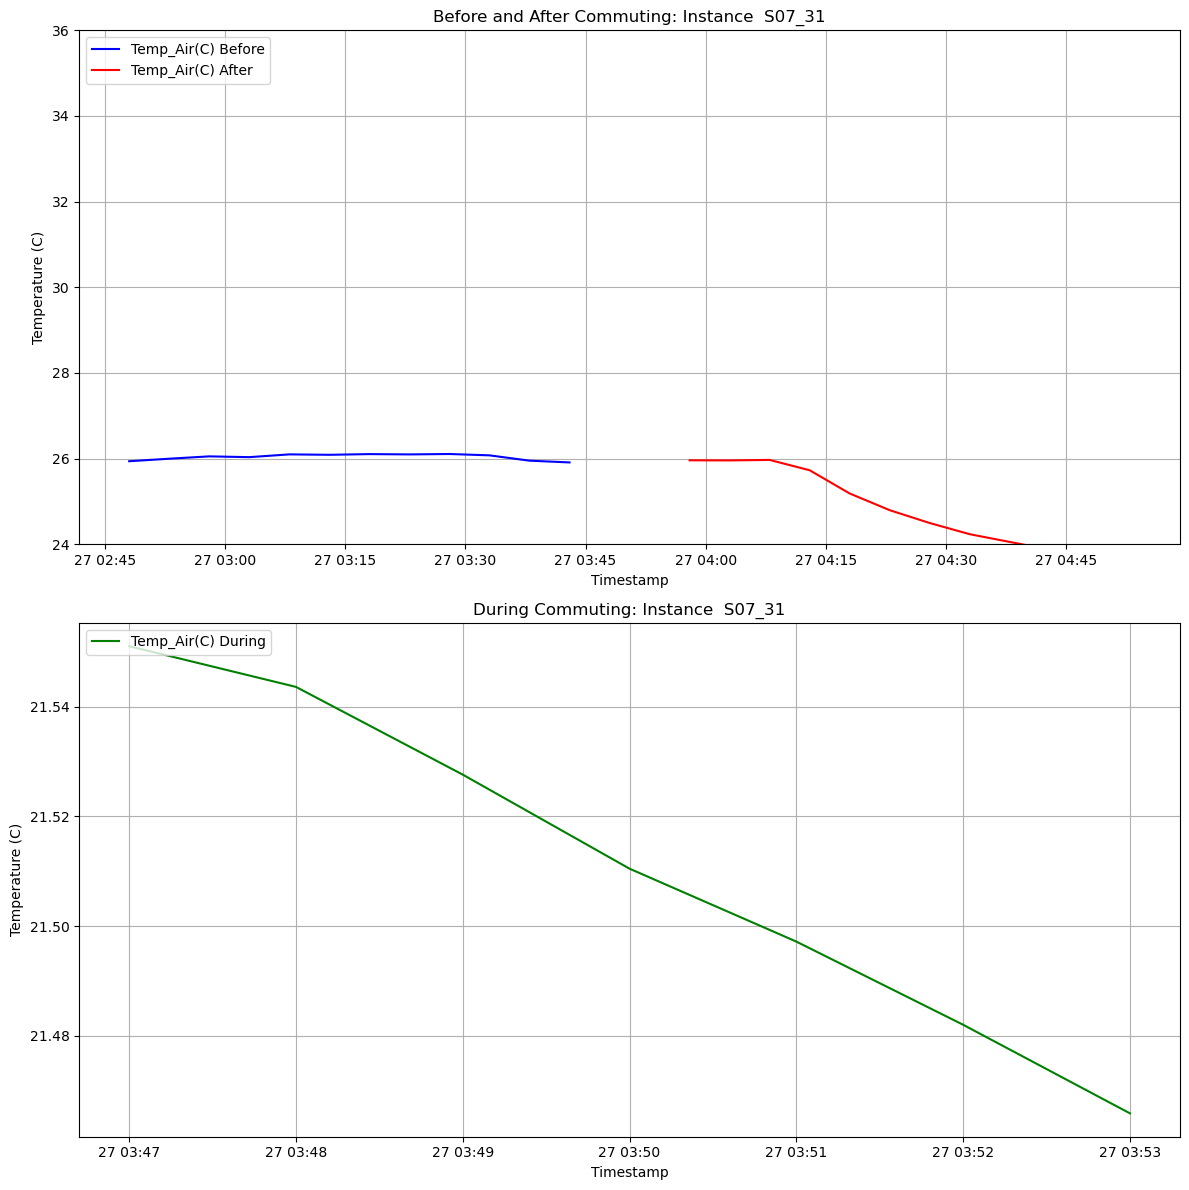 Before and After Commuting: Instance  S07_31
36
Temp_Air(C) Before
Temp_Air(C) After
34
32
30
28
26
24
Temperature (C)
27 02:45 27 03:00 27 03:15 27 03:30 27 03:45 27 04:00 27 04:15 27 04:30 27 04:45
Timestamp
During Commuting: Instance  S07_31
Temp_Air(C) During
21.54
21.52
21.50
21.48
Temperature (C)
27 03:47 27 03:48 27 03:49 27 03:50 27 03:51 27 03:52 27 03:53
Timestamp